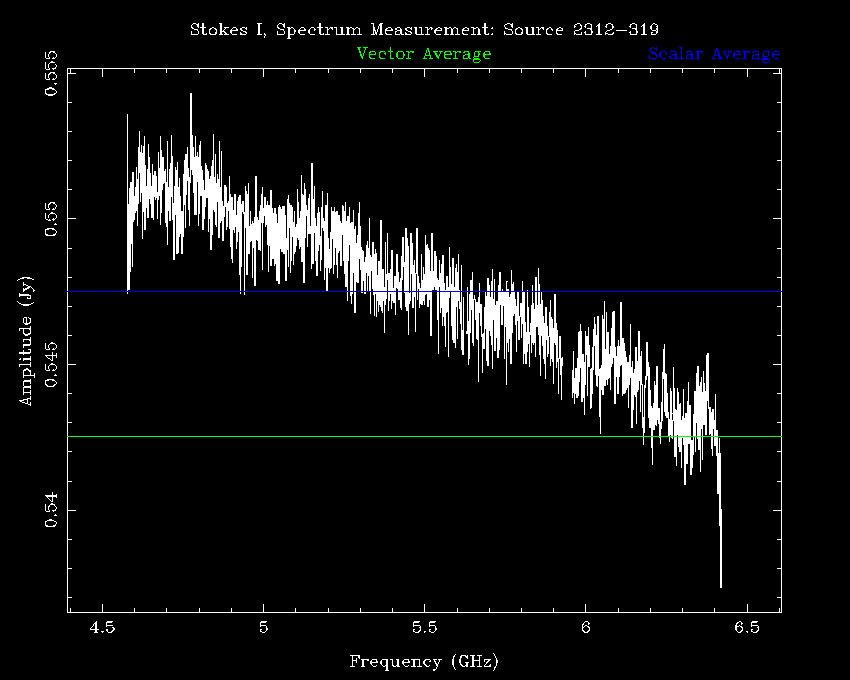 Stokes I, Spectrum Measurement: Source 2312−319
Vector Average
Scalar Average
0.555
0.55
0.545
0.54
Amplitude (Jy)
4.5 5 5.5 6 6.5
Frequency (GHz)